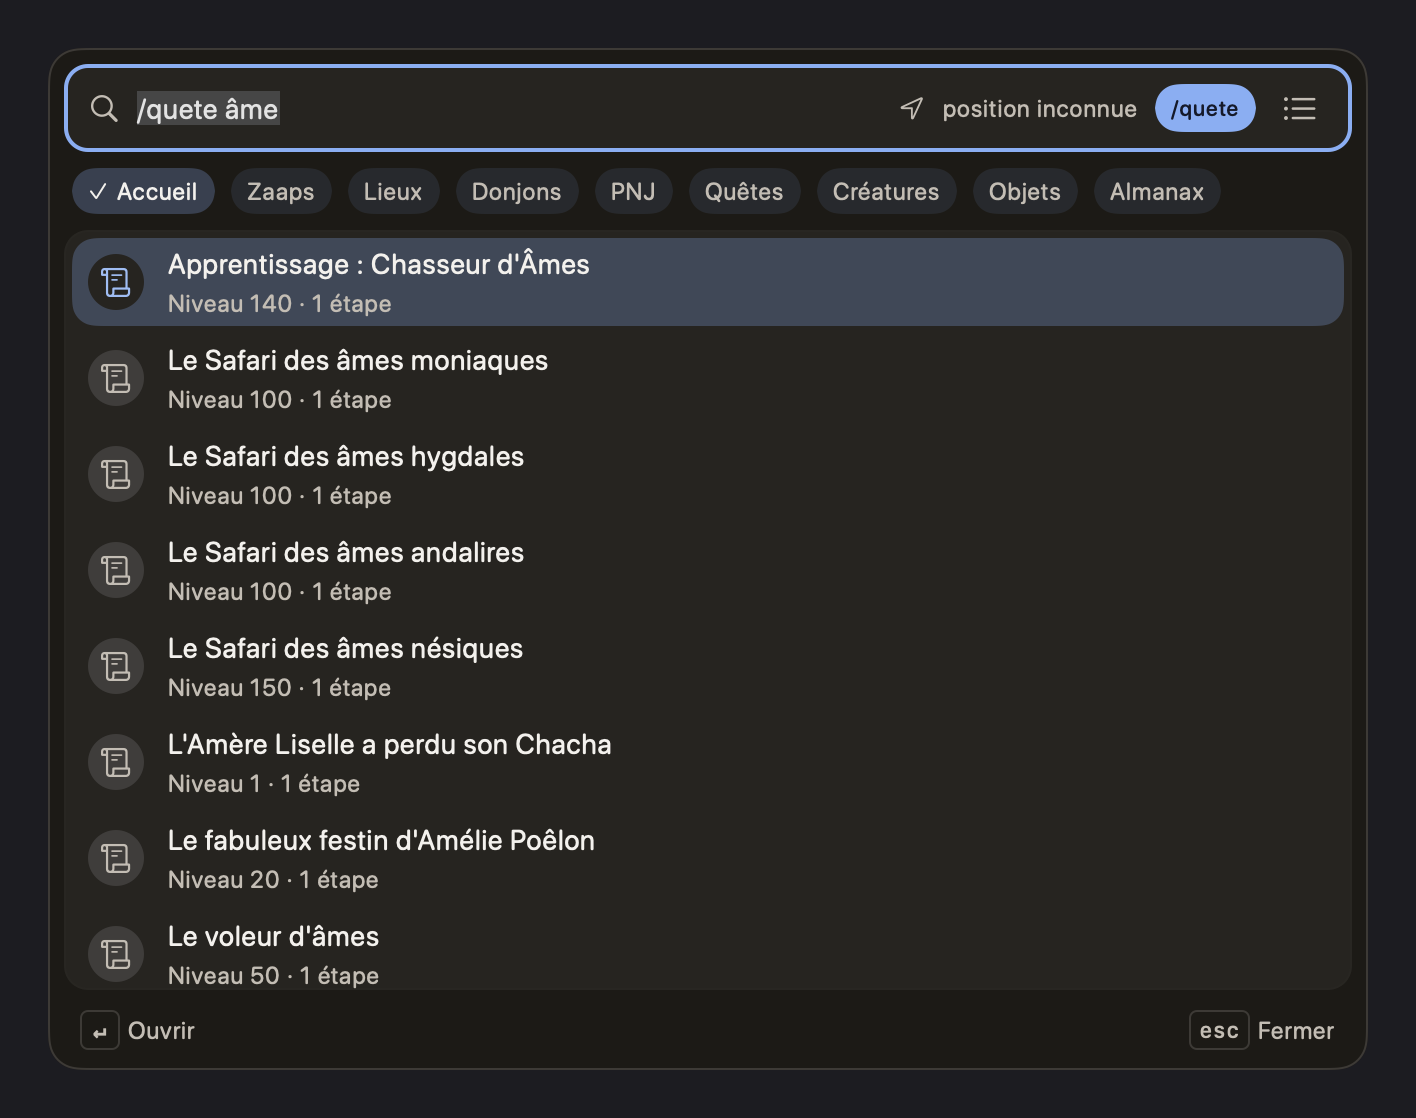 /quete âme
position inconnue
/quete
Accueil
Zaaps
Lieux
Donjons
PNJ
Quêtes
Créatures
Objets
Almanax
Apprentissage : Chasseur d'Âmes
Niveau 140 · 1 étape
Le Safari des âmes moniaques
Niveau 100 · 1 étape
Le Safari des âmes hygdales
Niveau 100 · 1 étape
Le Safari des âmes andalires
Niveau 100 · 1 étape
Le Safari des âmes nésiques
Niveau 150 · 1 étape
L'Amère Liselle a perdu son Chacha
Niveau 1 · 1 étape
Le fabuleux festin d'Amélie Poêlon
Niveau 20 · 1 étape
Le voleur d'âmes
Niveau 50 · 1 étape
↵ Ouvrir
esc Fermer